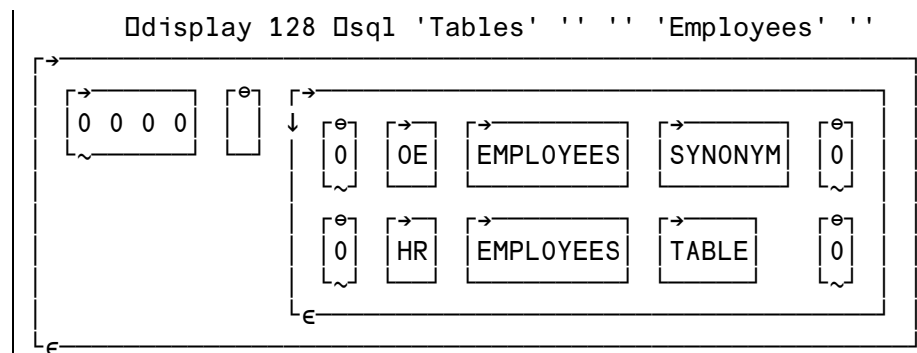 ⎕display 128 ⎕sql 'Tables' '' '' 'Employees' ''
┌→──────────────────────────────────────────────────────┐
│ ┌→──────┐ ┌⊖┐ ┌→────────────────────────────────────┐ │
│ │0 0 0 0│ │ │ ↓ ┌⊖┐ ┌→─┐ ┌→────────┐ ┌→──────┐ ┌⊖┐ │ │
│ └~──────┘ └─┘ │ │0│ │OE│ │EMPLOYEES│ │SYNONYM│ │0│ │ │
│               │ └~┘ └──┘ └─────────┘ └───────┘ └~┘ │ │
│               │ ┌⊖┐ ┌→─┐ ┌→────────┐ ┌→────┐   ┌⊖┐ │ │
│               │ │0│ │HR│ │EMPLOYEES│ │TABLE│   │0│ │ │
│               │ └~┘ └──┘ └─────────┘ └─────┘   └~┘ │ │
│               └∊────────────────────────────────────┘ │
└∊──────────────────────────────────────────────────────┘